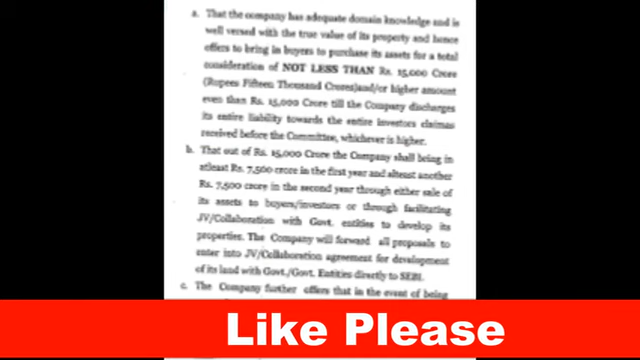 a. That the company has adequate domain knowledge and is
well versed with the true value of its property and hence
offers to bring in buyers to purchase its assets for a total
consideration of NOT LESS THAN Rs. 15,000 Crore
(Rupees Fifteen Thousand Crores)and/or higher amount
even than Rs. 15,000 Crore till the Company discharges
its entire liability towards the entire investors claims
received before the Committee, whichever is higher.
b. That out of Rs. 15,000 Crore the Company shall being in
atleast Rs. 7,500 crore in the first year and alteast another
Rs. 7,500 crore in the second year through either sale of
its assets to buyers/investors or through facilitating
JV/Collaboration with Govt. entities to develop its
properties. The Company will forward all proposals to
enter into JV/Collaboration agreement for development
of its land with Govt./Govt. Entities directly to SEBI.
c. The Company further offers that in the event of being
Like Please